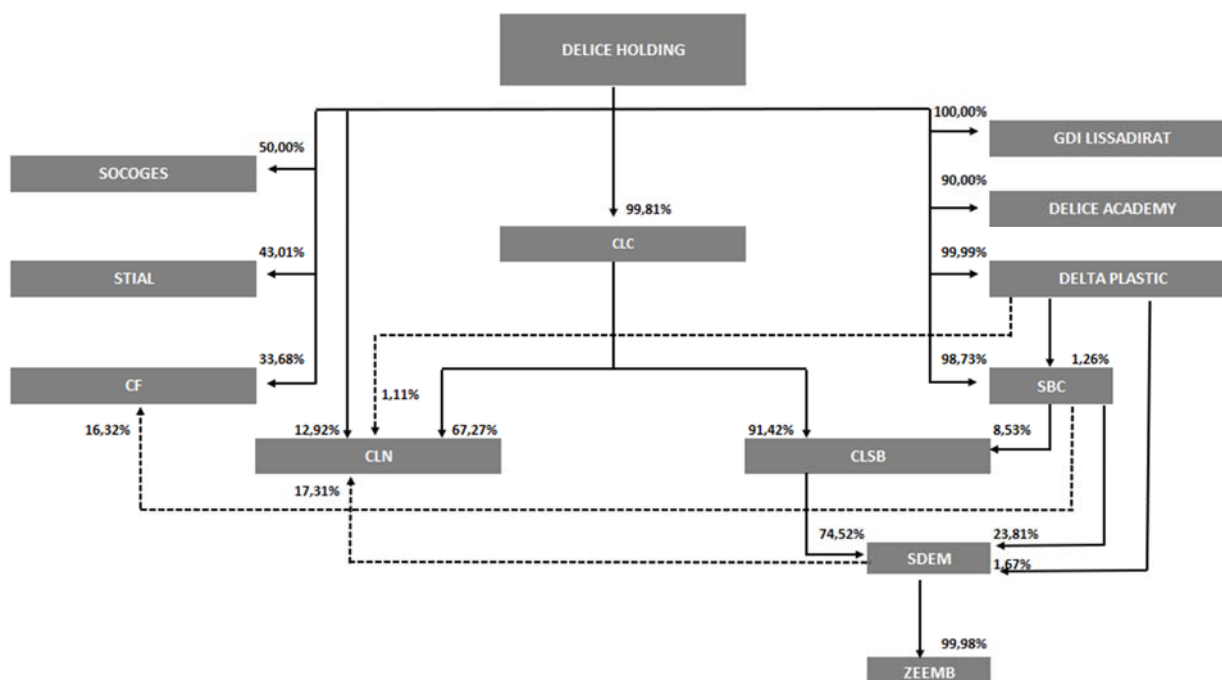 DELICE HOLDING
100,00%
GDI LISSADIRAT
50,00%
SOCOGES
90,00%
DELICE ACADEMY
99,81%
CLC
43,01%
STIAL
99,99%
DELTA PLASTIC
33,68%
CF
98,73%
1,26%
SBC
1,11%
16,32%
12,92%
67,27%
CLN
91,42%
8,53%
CLSB
17,31%
74,52%
23,81%
SDEM
1,67%
99,98%
ZEEMB